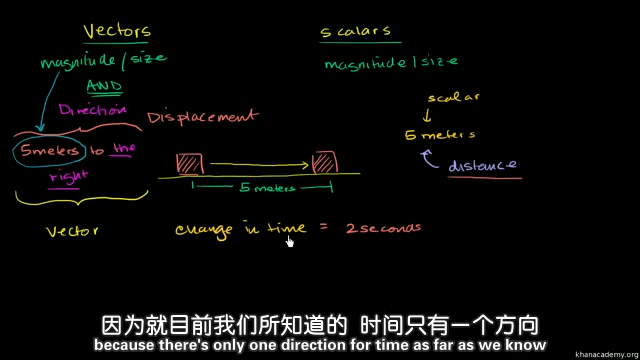 Vectors
magnitude / size
AND
Direction
Displacement
5 meters to the
right
Vector
scalars
magnitude / size
scalar
5 meters
distance
5 meters
change in time = 2 seconds
因为就目前我们所知道的 时间只有一个方向
because there's only one direction for time as far as we know
khanacademy.org